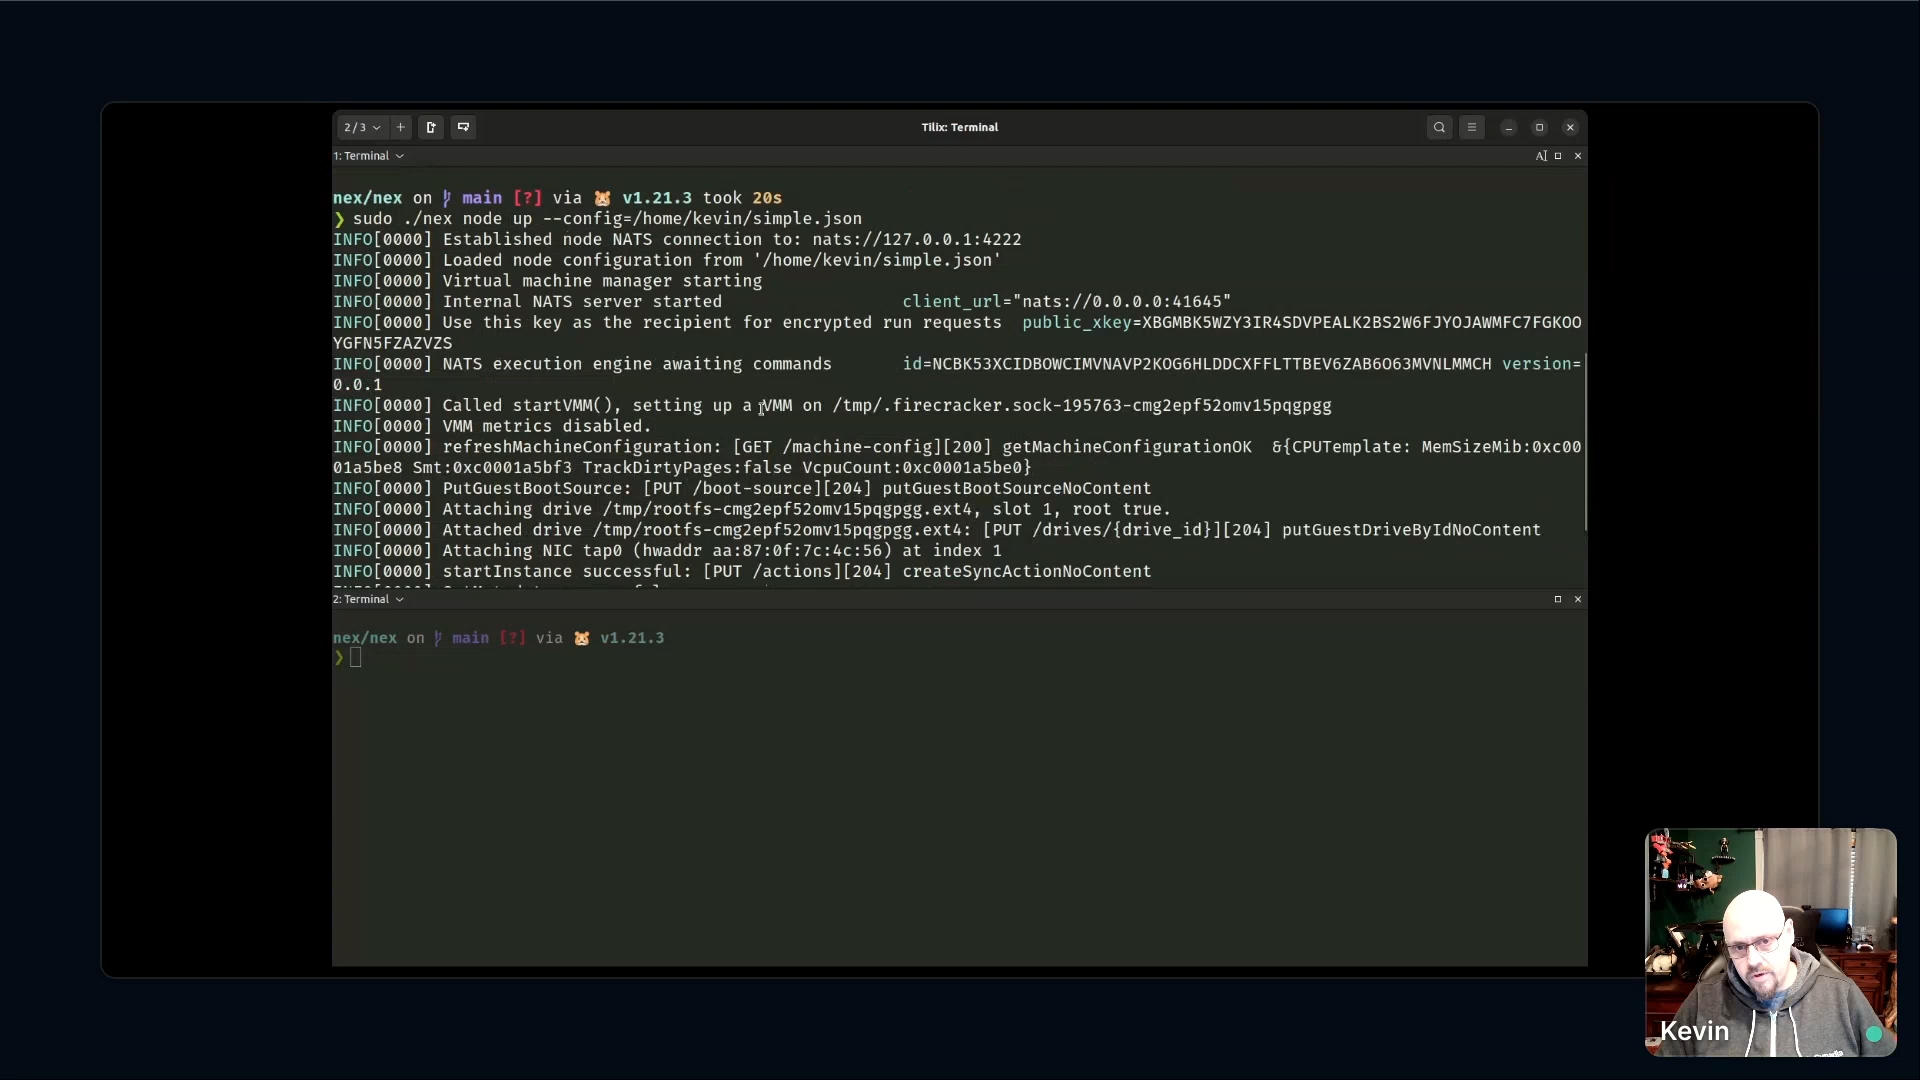 2/3
Tilix: Terminal
1: Terminal
nex/nex on main [?] via v1.21.3 took 20s
❯ sudo ./nex node up --config=/home/kevin/simple.json
INFO[0000] Established node NATS connection to: nats://127.0.0.1:4222
INFO[0000] Loaded node configuration from '/home/kevin/simple.json'
INFO[0000] Virtual machine manager starting
INFO[0000] Internal NATS server started client_url="nats://0.0.0.0:41645"
INFO[0000] Use this key as the recipient for encrypted run requests public_xkey=XBGMBK5WZY3IR4SDVPEALK2BS2W6FJYOJAWMFC7FGKOO
YGFN5FZAZVZS
INFO[0000] NATS execution engine awaiting commands id=NCBK53XCIDBOWCIMVNAVP2KOG6HLDDCXFFLTTBEV6ZAB6O63MVNLMMCH version=
0.0.1
INFO[0000] Called startVMM(), setting up a VMM on /tmp/.firecracker.sock-195763-cmg2epf52omv15pqgpgg
INFO[0000] VMM metrics disabled.
INFO[0000] refreshMachineConfiguration: [GET /machine-config][200] getMachineConfigurationOK &{CPUTemplate: MemSizeMib:0xc00
01a5be8 Smt:0xc0001a5bf3 TrackDirtyPages:false VcpuCount:0xc0001a5be0}
INFO[0000] PutGuestBootSource: [PUT /boot-source][204] putGuestBootSourceNoContent
INFO[0000] Attaching drive /tmp/rootfs-cmg2epf52omv15pqgpgg.ext4, slot 1, root true.
INFO[0000] Attached drive /tmp/rootfs-cmg2epf52omv15pqgpgg.ext4: [PUT /drives/{drive_id}][204] putGuestDriveByIdNoContent
INFO[0000] Attaching NIC tap0 (hwaddr aa:87:0f:7c:4c:56) at index 1
INFO[0000] startInstance successful: [PUT /actions][204] createSyncActionNoContent
2: Terminal
nex/nex on main [?] via v1.21.3
❯
Kevin